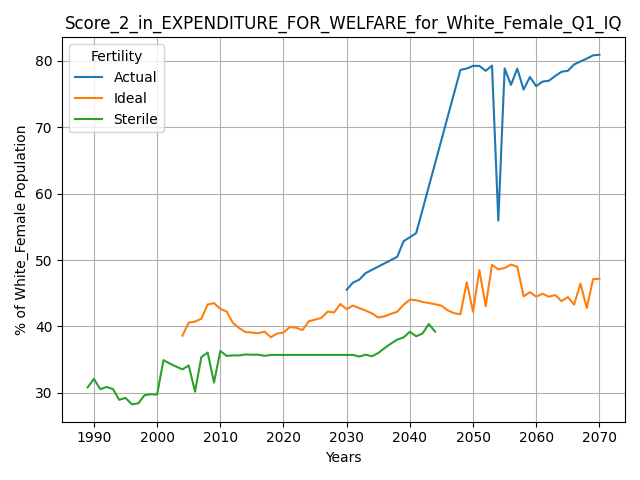 Score_2_in_EXPENDITURE_FOR_WELFARE_for_White_Female_Q1_IQ
Fertility
Actual
Ideal
Sterile
% of White_Female Population
80
70
60
50
40
30
1990 2000 2010 2020 2030 2040 2050 2060 2070
Years